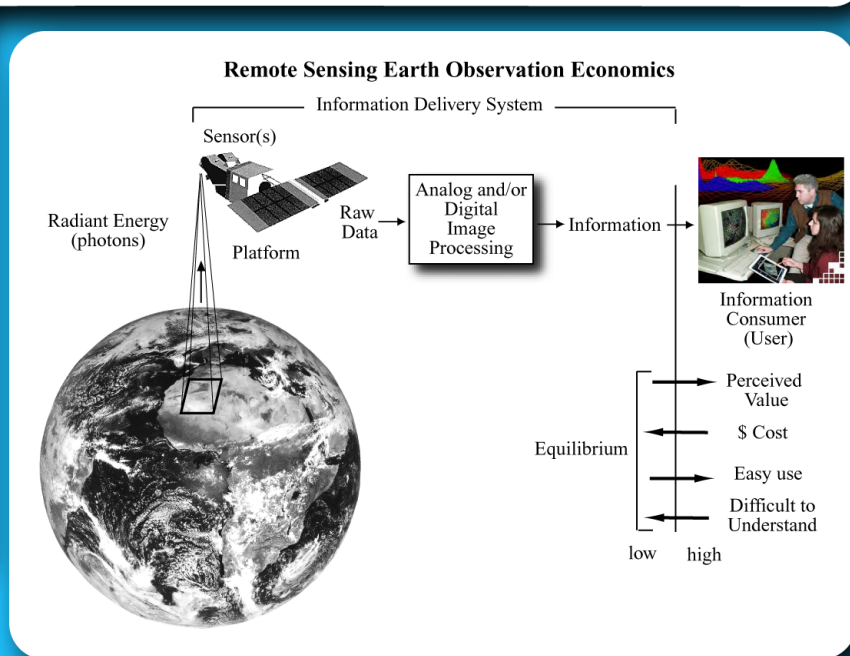 Remote Sensing Earth Observation Economics
Information Delivery System
Sensor(s)
Radiant Energy
(photons)
Platform
Raw
Data
Analog and/or
Digital
Image
Processing
Information
Information
Consumer
(User)
Equilibrium
Perceived
Value
$ Cost
Easy use
Difficult to
Understand
low
high